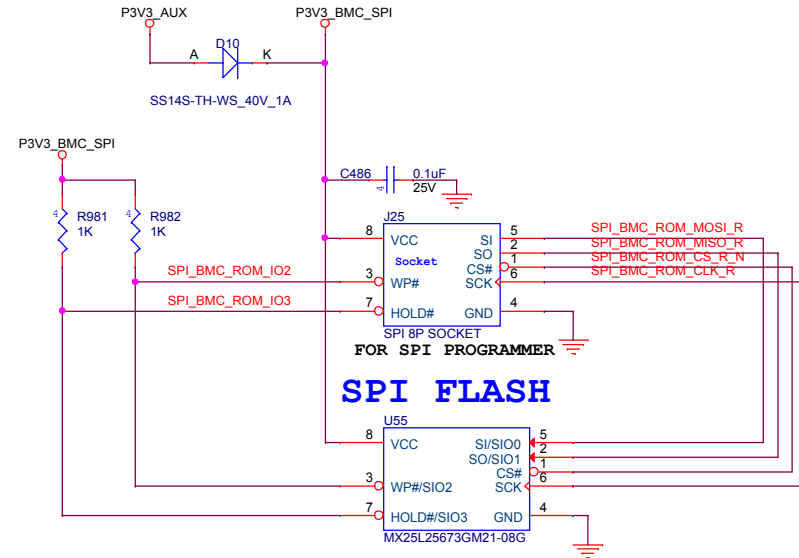 P3V3_AUX
P3V3_BMC_SPI
D10
A
K
SS14S-TH-WS_40V_1A
P3V3_BMC_SPI
C486
4
0.1uF
25V
4
R981
1K
4
R982
1K
J25
8
VCC
Socket
SI
5
SPI_BMC_ROM_MOSI_R
SO
2
SPI_BMC_ROM_MISO_R
CS#
1
SPI_BMC_ROM_CS_R_N
SPI_BMC_ROM_IO2
3
WP#
SCK
6
SPI_BMC_ROM_CLK_R
SPI_BMC_ROM_IO3
7
HOLD#
GND
4
SPI 8P SOCKET
FOR SPI PROGRAMMER
SPI FLASH
U55
8
VCC
SI/SIO0
5
SO/SIO1
2
CS#
1
3
WP#/SIO2
SCK
6
7
HOLD#/SIO3
GND
4
MX25L25673GM21-08G